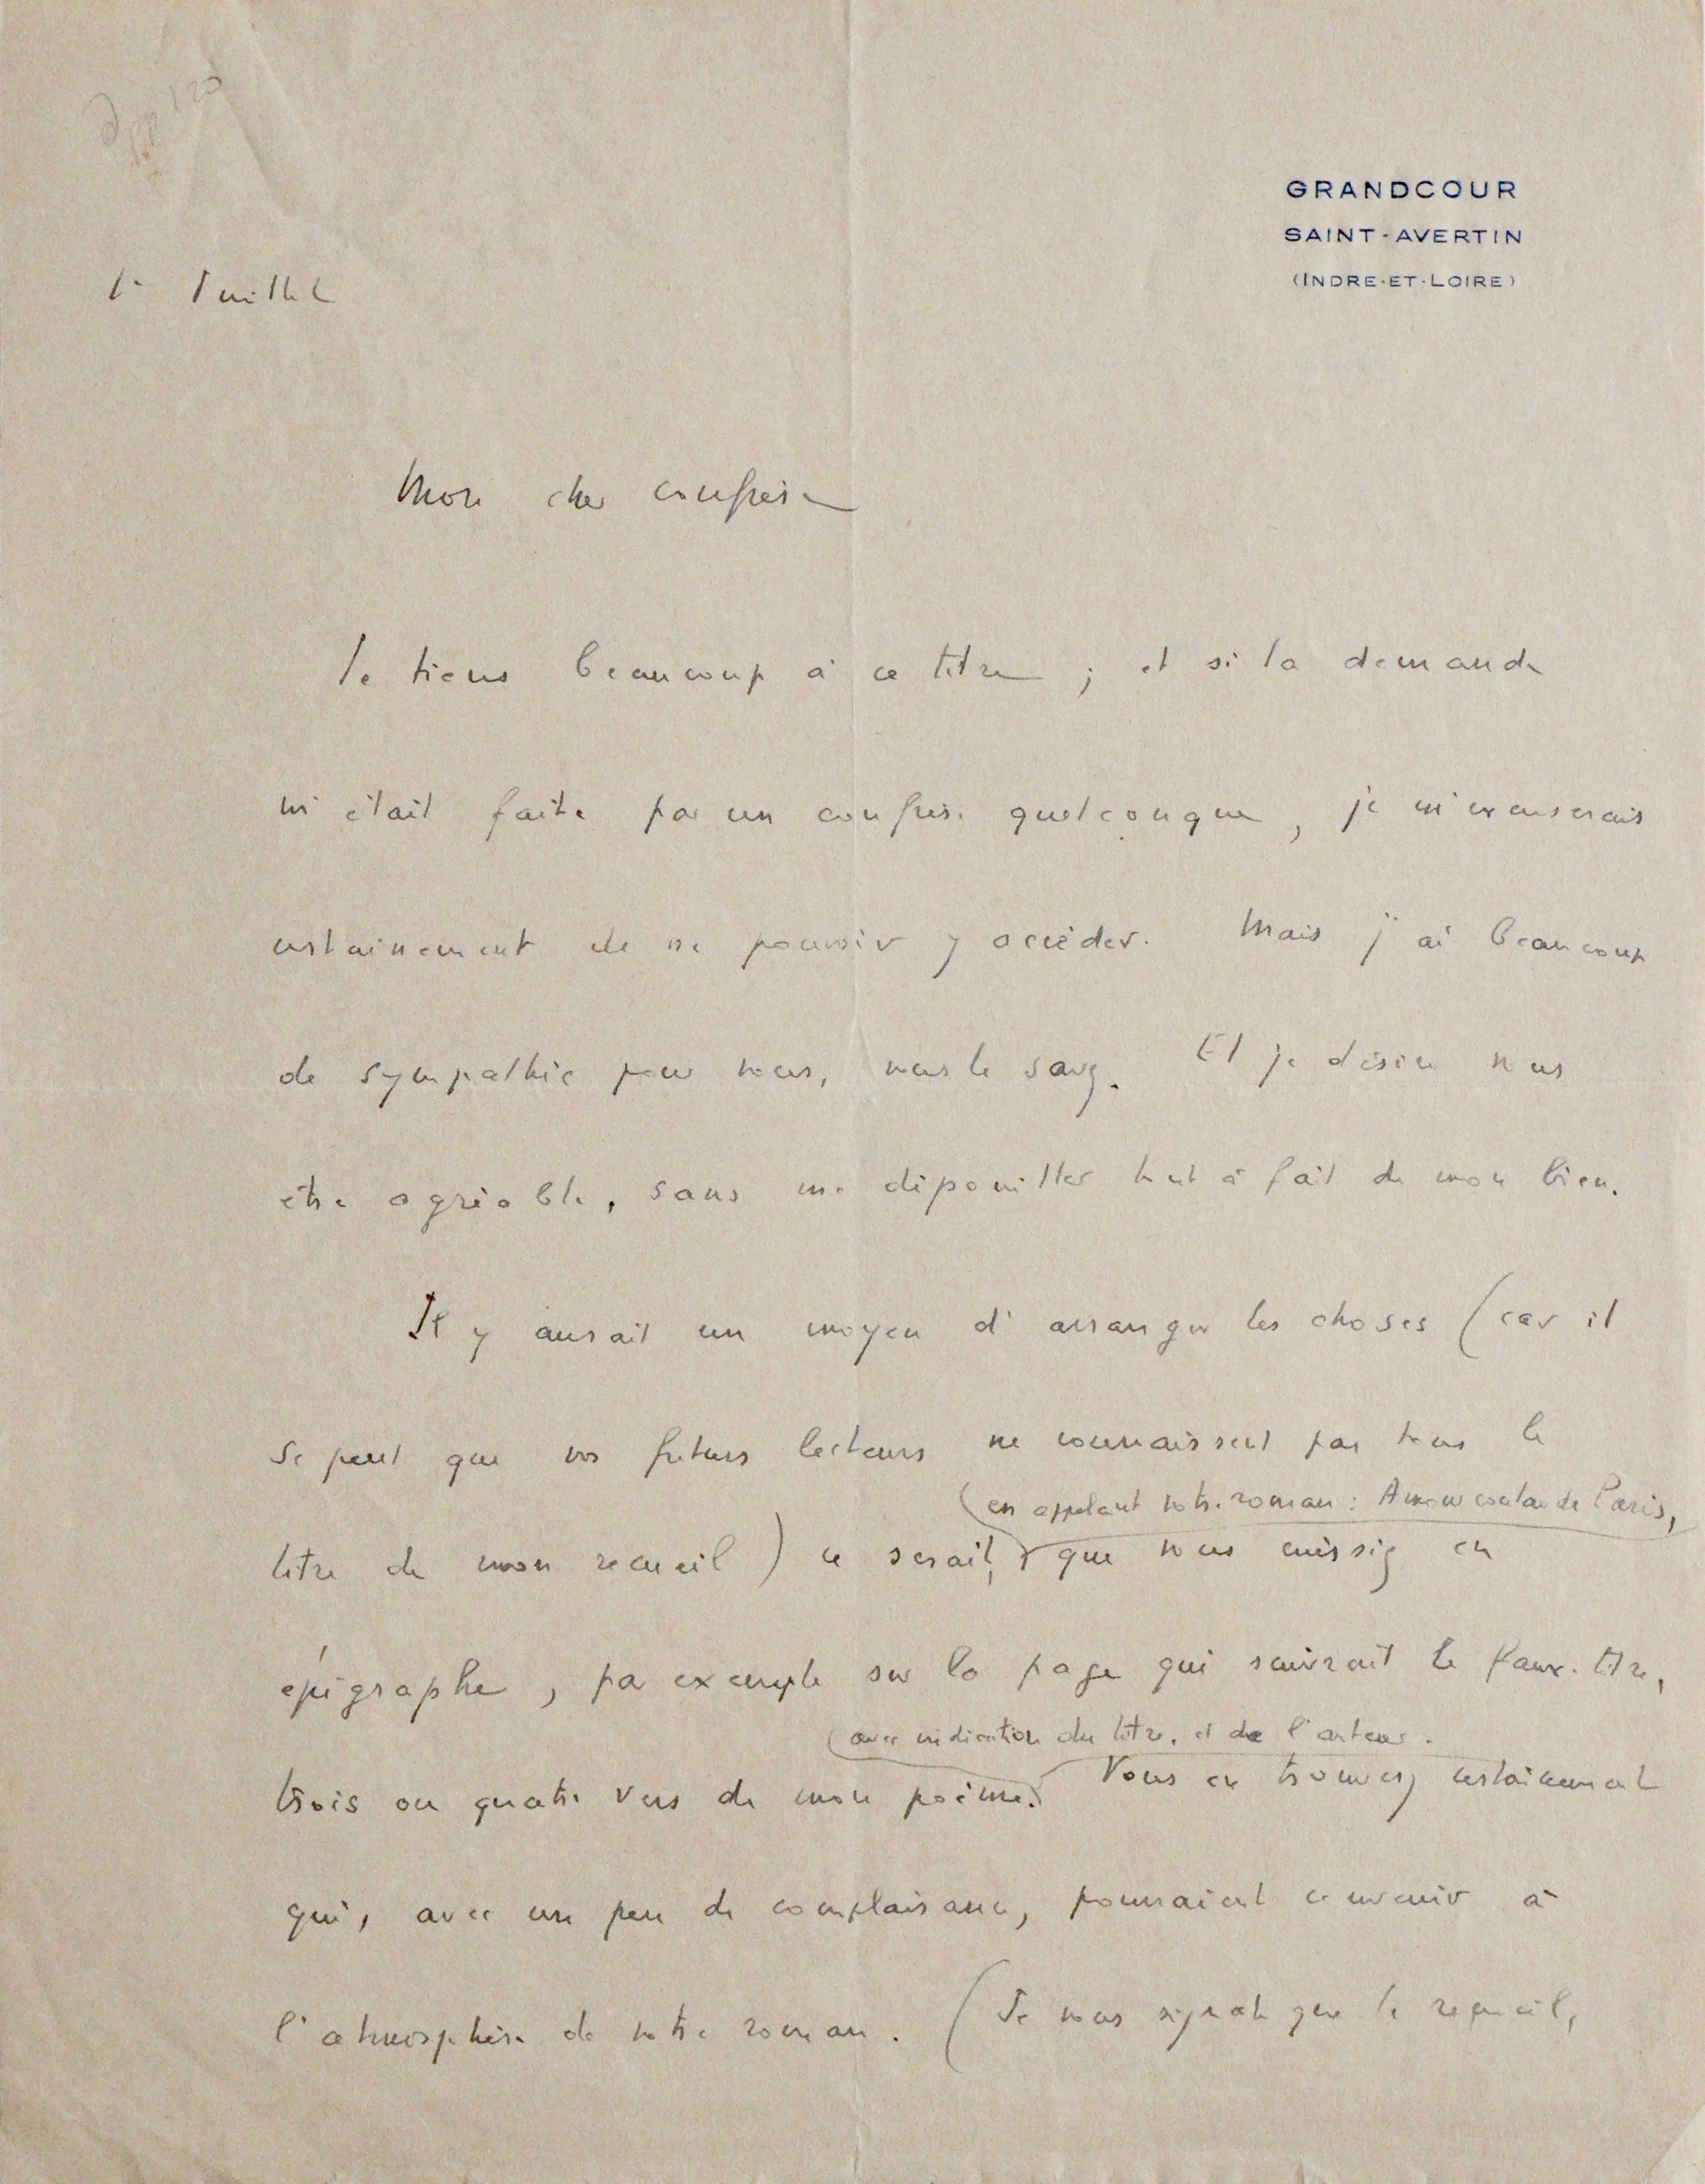 GRANDCOUR
SAINT-AVERTIN
(INDRE-ET-LOIRE)
1er Juillet
Mon cher confrère
Je tiens beaucoup à ce titre ; et si la demande
m'était faite par un confrère quelconque, je m'excuserais
certainement de ne pouvoir y accéder. Mais j'ai beaucoup
de sympathie pour vous, vous le savez. Et je désire vous
être agréable, sans me dépouiller tout à fait de mon bien.
Il y aurait un moyen d'arranger les choses (car il
se peut que vos futurs lecteurs ne connaissent pas tous le
(en appelant votre roman : Amour couleur de Paris,
titre de mon recueil) ce serait, que vous missiez en
épigraphe, par exemple sur la page qui suivrait le faux-titre,
(avec indication du titre, et de l'auteur.
trois ou quatre vers de mon poème. Vous en trouverez certainement
qui, avec un peu de complaisance, pourraient convenir à
l'atmosphère de votre roman. (Je vous signale que le recueil,